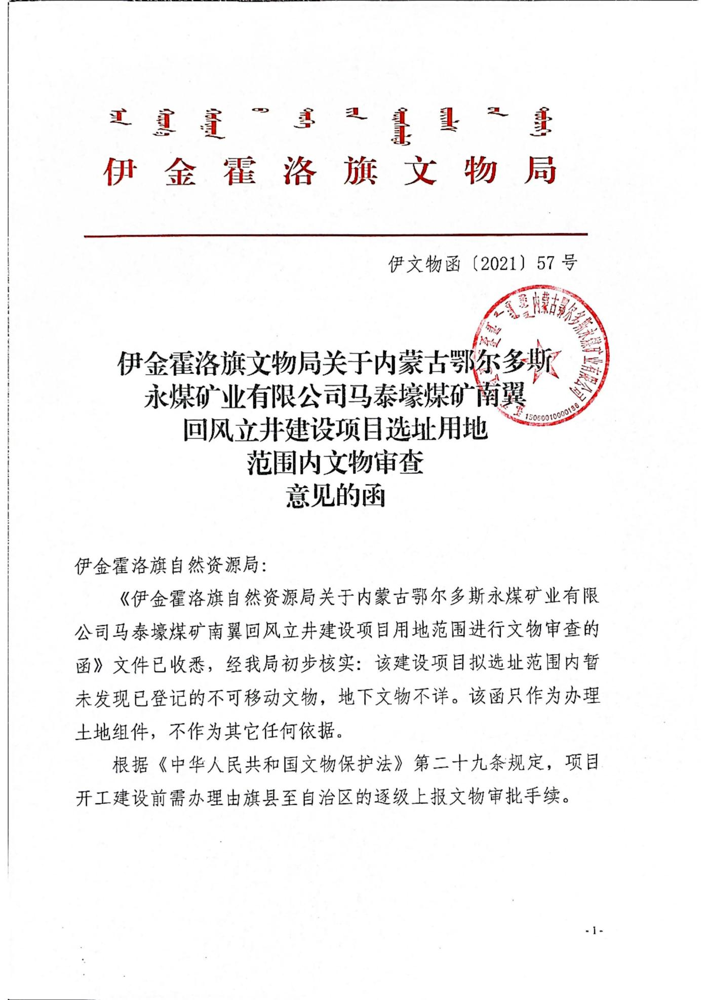 伊金霍洛旗文物局
伊文物函〔2021〕57号
内蒙古鄂尔多斯永煤矿业有限公司
15060010000186
伊金霍洛旗文物局关于内蒙古鄂尔多斯
永煤矿业有限公司马泰壕煤矿南翼
回风立井建设项目选址用地
范围内文物审查
意见的函
伊金霍洛旗自然资源局：
《伊金霍洛旗自然资源局关于内蒙古鄂尔多斯永煤矿业有限
公司马泰壕煤矿南翼回风立井建设项目用地范围进行文物审查的
函》文件已收悉，经我局初步核实：该建设项目拟选址范围内暂
未发现已登记的不可移动文物，地下文物不详。该函只作为办理
土地组件，不作为其它任何依据。
根据《中华人民共和国文物保护法》第二十九条规定，项目
开工建设前需办理由旗县至自治区的逐级上报文物审批手续。
- 1 -